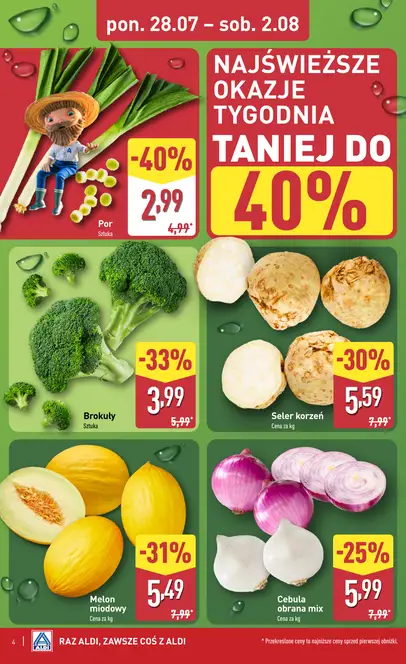 pon. 28.07 – sob. 2.08
NAJŚWIEŻSZE
OKAZJE
TYGODNIA
TANIEJ DO
40%
-40%
2,99
4,99*
Por
Sztuka
-33%
3,99
5,99*
Brokuły
Sztuka
-30%
5,59
7,99*
Seler korzeń
Cena za kg
-31%
5,49
7,99*
Melon
miodowy
Cena za kg
-25%
5,99
7,99*
Cebula
obrana mix
Cena za kg
4
ALDI
RAZ ALDI, ZAWSZE COŚ Z ALDI
* Przekreślone ceny to najniższe ceny sprzed pierwszej obniżki.